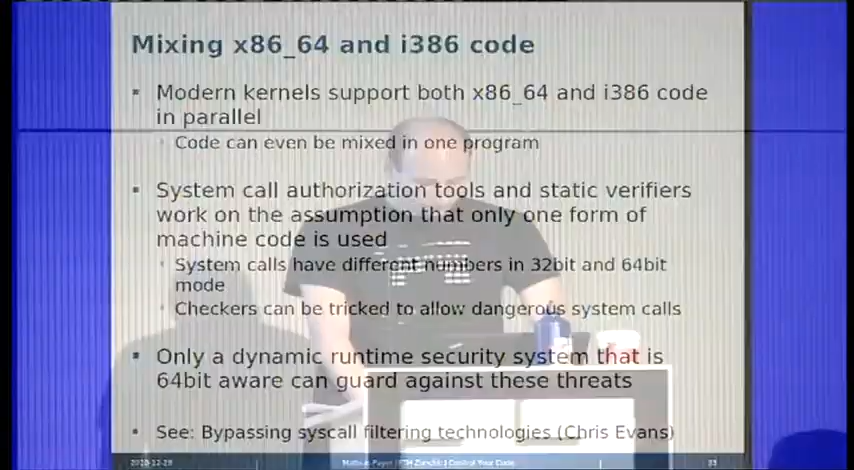 Mixing x86_64 and i386 code
Modern kernels support both x86_64 and i386 code
in parallel
Code can even be mixed in one program
System call authorization tools and static verifiers
work on the assumption that only one form of
machine code is used
System calls have different numbers in 32bit and 64bit
mode
Checkers can be tricked to allow dangerous system calls
Only a dynamic runtime security system that is
64bit aware can guard against these threats
See: Bypassing syscall filtering technologies (Chris Evans)
Control Your Code